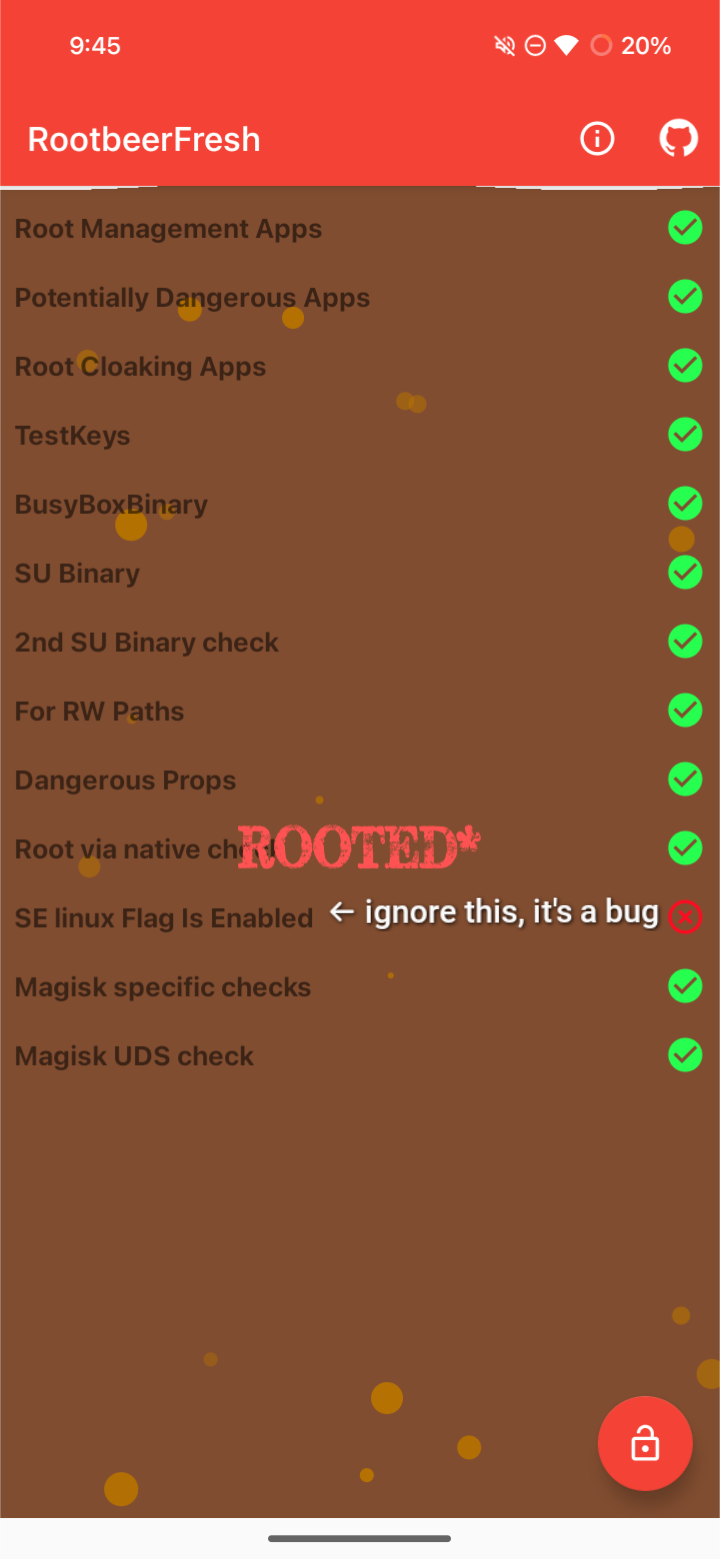 9:45
20%
RootbeerFresh
Root Management Apps
Potentially Dangerous Apps
Root Cloaking Apps
TestKeys
BusyBoxBinary
SU Binary
2nd SU Binary check
For RW Paths
Dangerous Props
Root via native check
ROOTED*
SE linux Flag Is Enabled
← ignore this, it's a bug
Magisk specific checks
Magisk UDS check